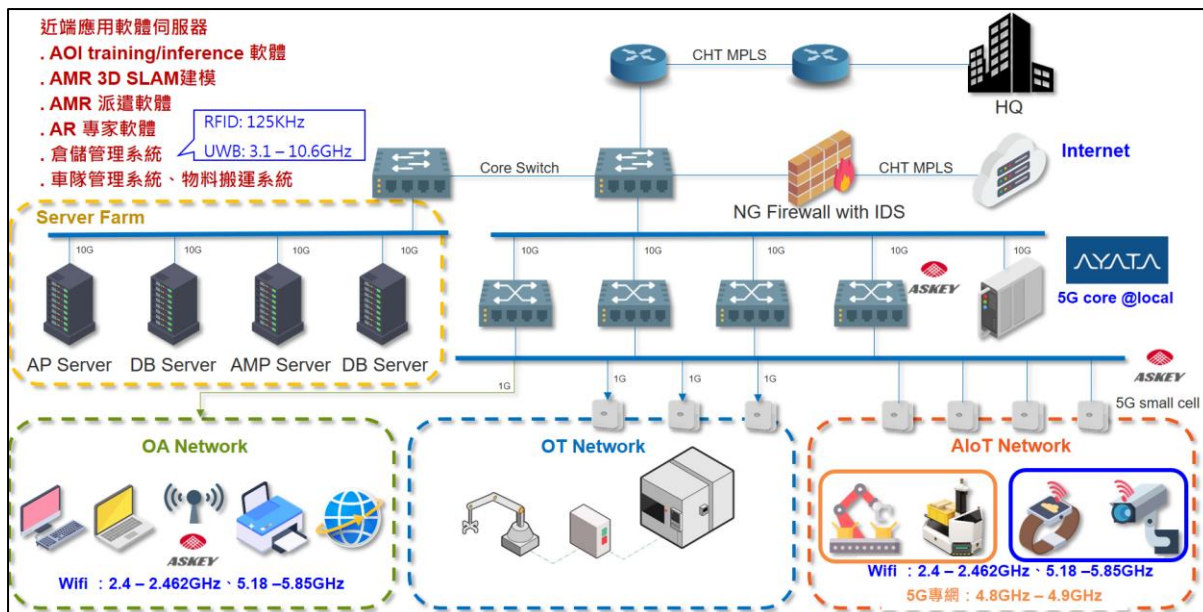 近端應用軟體伺服器
. AOI training/inference 軟體
. AMR 3D SLAM建模
. AMR 派遣軟體
. AR 專家軟體
. 倉儲管理系統
. 車隊管理系統、物料搬運系統
RFID: 125KHz
UWB: 3.1 – 10.6GHz
CHT MPLS
HQ
Core Switch
CHT MPLS
Internet
NG Firewall with IDS
Server Farm
10G
10G
10G
10G
AP Server
DB Server
AMP Server
DB Server
10G
10G
10G
10G
10G
ASKEY
AYATA
5G core @local
1G
1G
1G
1G
ASKEY
5G small cell
OA Network
ASKEY
Wifi ：2.4 – 2.462GHz、5.18 –5.85GHz
OT Network
AIoT Network
Wifi ：2.4 – 2.462GHz、5.18 –5.85GHz
5G專網：4.8GHz – 4.9GHz